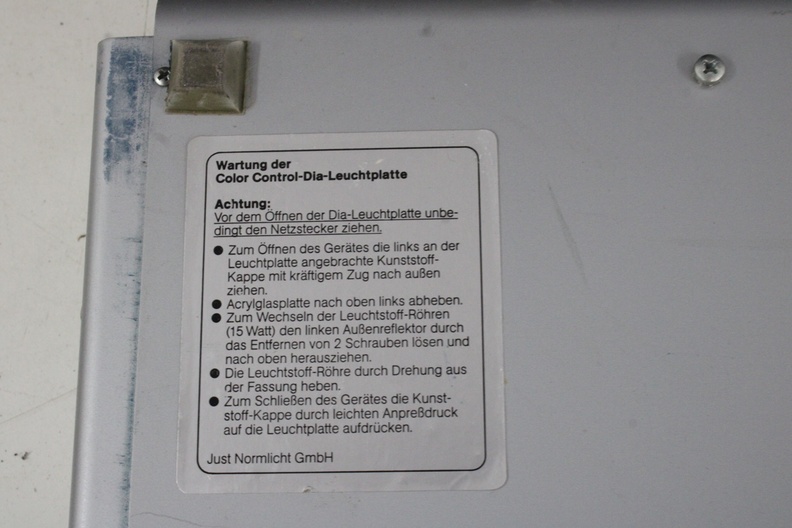 Wartung der
Color Control-Dia-Leuchtplatte
Achtung:
Vor dem Öffnen der Dia-Leuchtplatte unbe-
dingt den Netzstecker ziehen.
● Zum Öffnen des Gerätes die links an der
Leuchtplatte angebrachte Kunststoff-
Kappe mit kräftigem Zug nach außen
ziehen.
● Acrylglasplatte nach oben links abheben.
● Zum Wechseln der Leuchtstoff-Röhren
(15 Watt) den linken Außenreflektor durch
das Entfernen von 2 Schrauben lösen und
nach oben herausziehen.
● Die Leuchtstoff-Röhre durch Drehung aus
der Fassung heben.
● Zum Schließen des Gerätes die Kunst-
stoff-Kappe durch leichten Anpreßdruck
auf die Leuchtplatte aufdrücken.
Just Normlicht GmbH